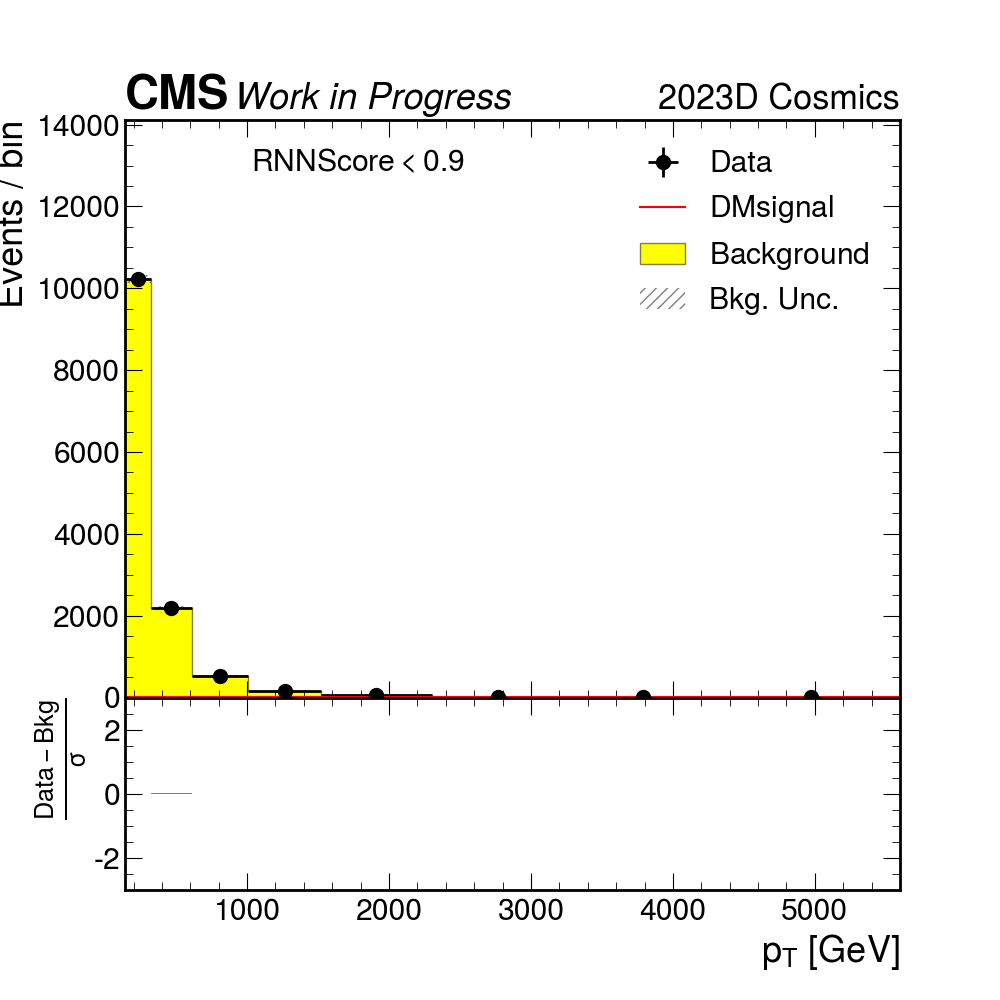 CMS Work in Progress 2023D Cosmics
Events / bin
14000
12000
10000
8000
6000
4000
2000
0
RNNScore < 0.9
Data
DMsignal
Background
Bkg. Unc.
Data − Bkg
σ
2
0
-2
1000 2000 3000 4000 5000
pT [GeV]